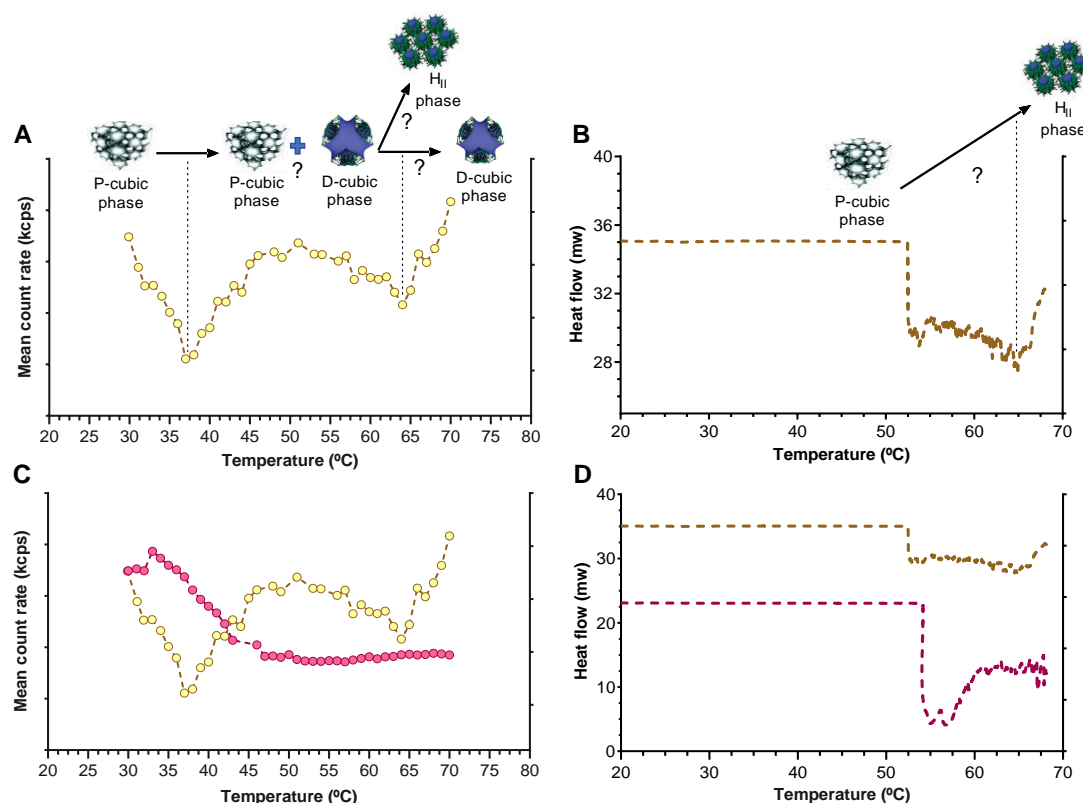 A
P-cubic
phase
P-cubic
phase
?
D-cubic
phase
?
H_II
phase
?
D-cubic
phase
Mean count rate (kcps)
20 25 30 35 40 45 50 55 60 65 70 75 80
Temperature (ºC)
B
P-cubic
phase
?
H_II
phase
Heat flow (mw)
40
36
32
28
20 30 40 50 60 70
Temperature (ºC)
C
Mean count rate (kcps)
20 25 30 35 40 45 50 55 60 65 70 75 80
Temperature (ºC)
D
Heat flow (mw)
40
30
20
10
0
20 30 40 50 60 70
Temperature (ºC)